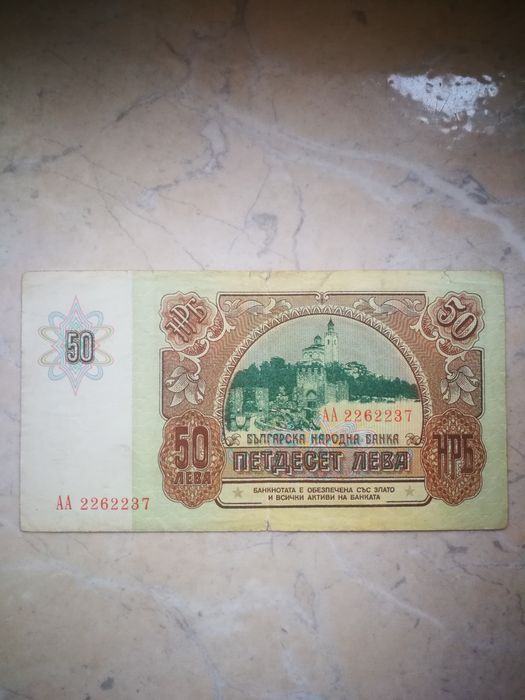 НРБ
50
50
АА 2262237
БЪЛГАРСКА НАРОДНА БАНКА
50
ЛЕВА
ПЕТДЕСЕТ ЛЕВА
НРБ
БАНКНОТАТА Е ОБЕЗПЕЧЕНА СЪС ЗЛАТО
И ВСИЧКИ АКТИВИ НА БАНКАТА
АА 2262237